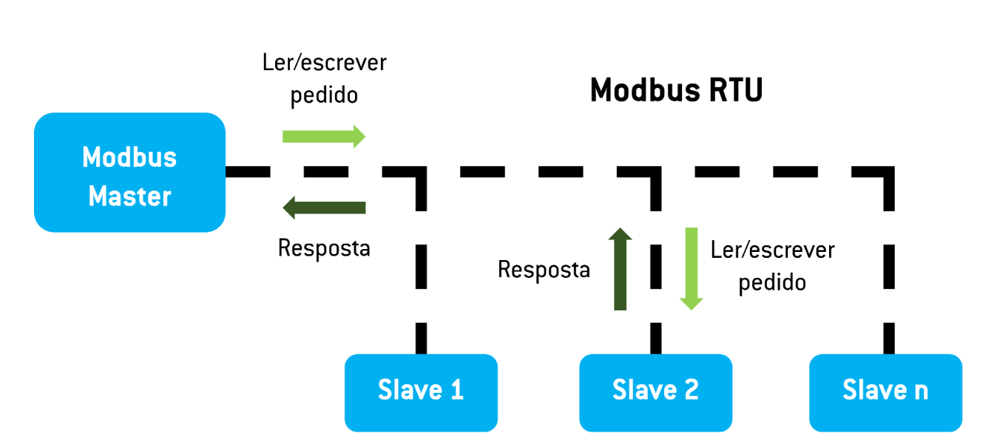 Ler/escrever
pedido
Modbus RTU
Modbus
Master
Resposta
Resposta
Ler/escrever
pedido
Slave 1
Slave 2
Slave n